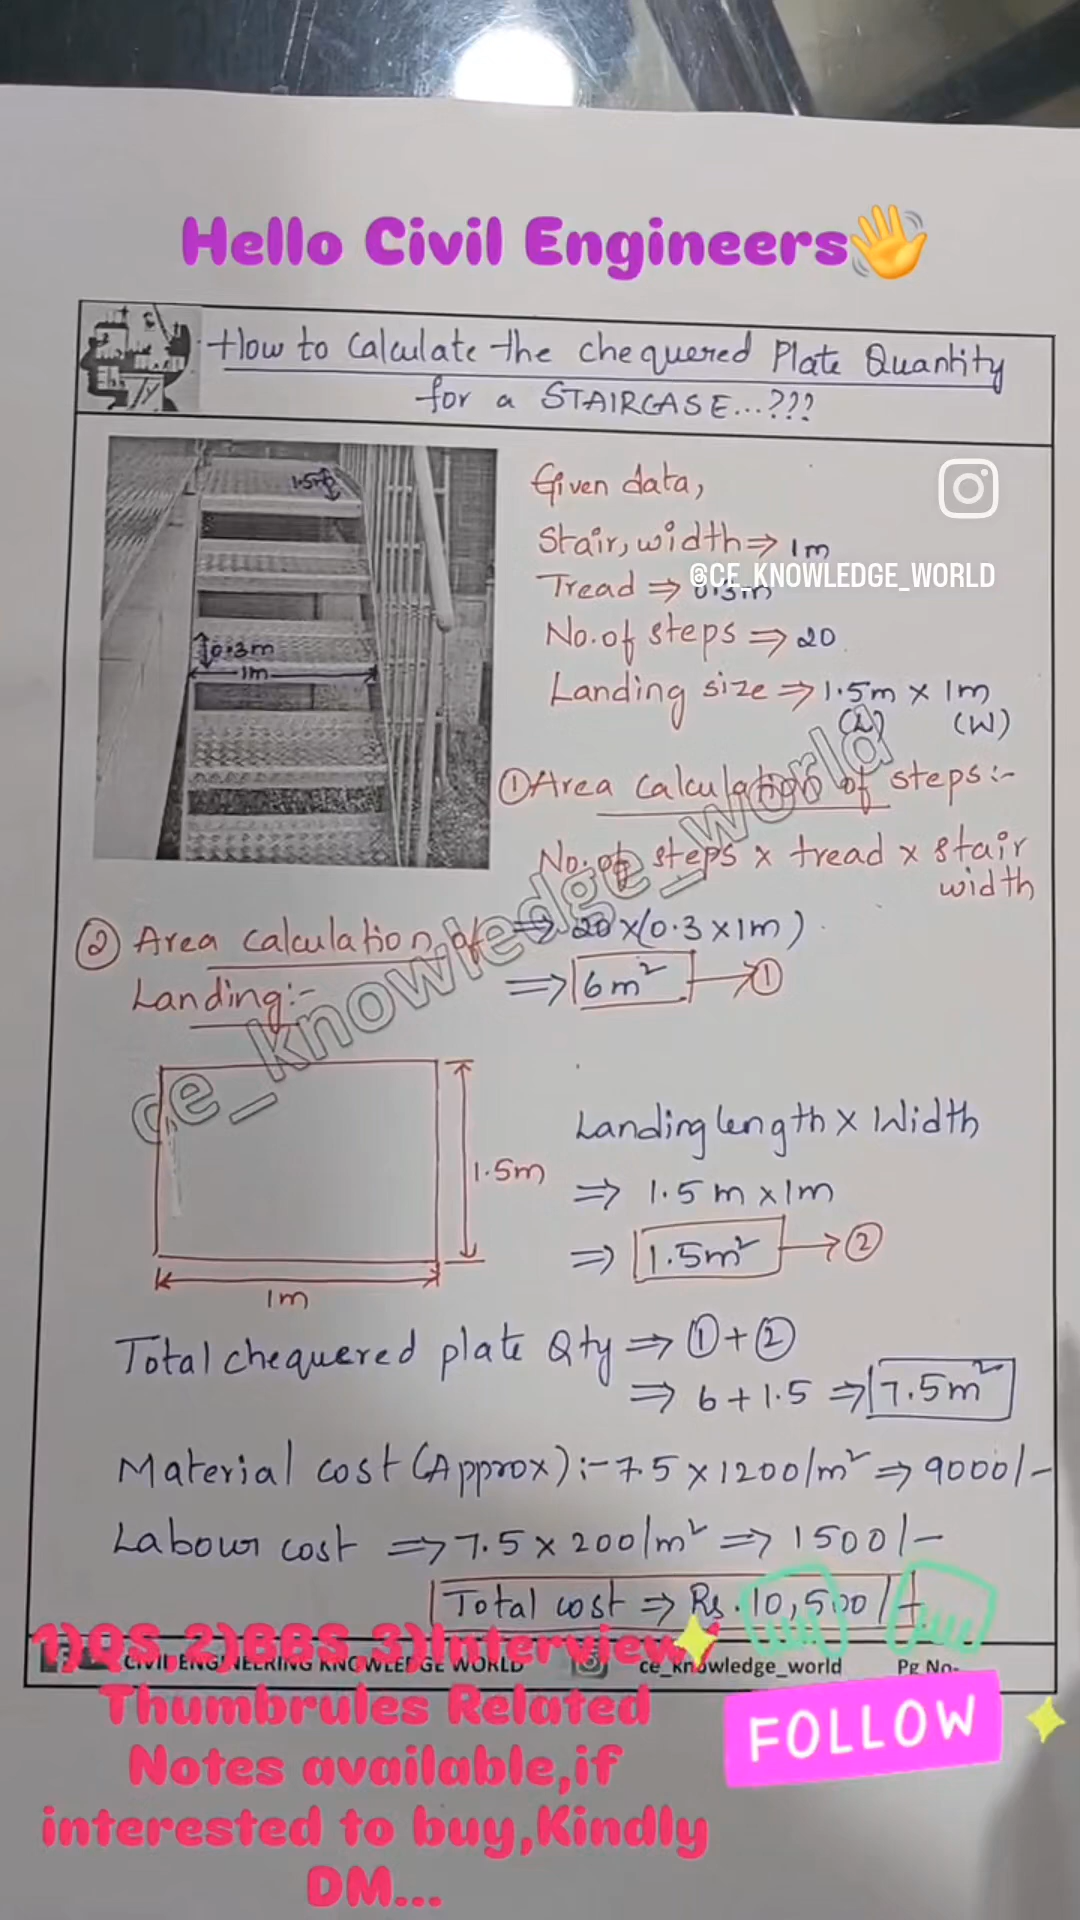 Hello Civil Engineers👋
How to Calculate the chequered Plate Quantity
for a STAIRCASE...???
1.5m
0.3m
1m
Given data,
Stair, width ⇒ 1m
@CE_KNOWLEDGE_WORLD
Tread ⇒ 0.3m
No. of steps ⇒ 20
Landing size ⇒ 1.5m x 1m
(L) (W)
① Area calculation of steps:-
No. of steps x tread x stair
width
⇒ 20 x (0.3 x 1m)
⇒ 6m² → ①
② Area calculation of
Landing:-
ce_knowledge_world
1.5m
1m
Landing length x Width
⇒ 1.5 m x 1m
⇒ 1.5m² → ②
Total chequered plate Qty ⇒ ① + ②
⇒ 6 + 1.5 ⇒ 7.5m²
Material cost (Approx) :- 7.5 x 1200/m² ⇒ 9000/-
Labour cost ⇒ 7.5 x 200/m² ⇒ 1500/-
Total cost ⇒ Rs. 10,500/-
CIVIL ENGINEERING KNOWLEDGE WORLD ce_knowledge_world Pg No-
1)QS,2)BBS,3)Interview,
Thumbrules Related
Notes available,if
interested to buy,Kindly
DM...
FOLLOW